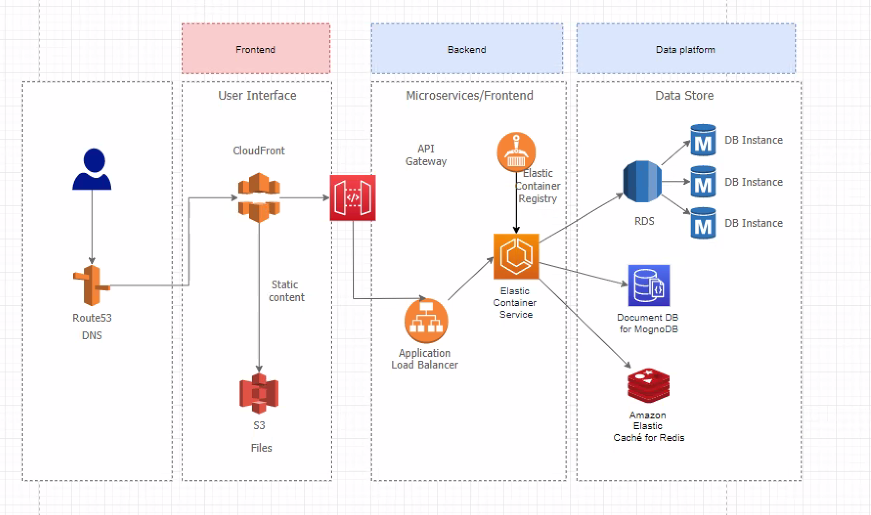 Frontend
Backend
Data platform
User Interface
Microservices/Frontend
Data Store
CloudFront
API
Gateway
Elastic
Container
Registry
DB Instance
DB Instance
DB Instance
RDS
Route53
DNS
Static
content
Elastic
Container
Service
Document DB
for MognoDB
Application
Load Balancer
S3
Files
Amazon
Elastic
Caché for Redis
M
M
M